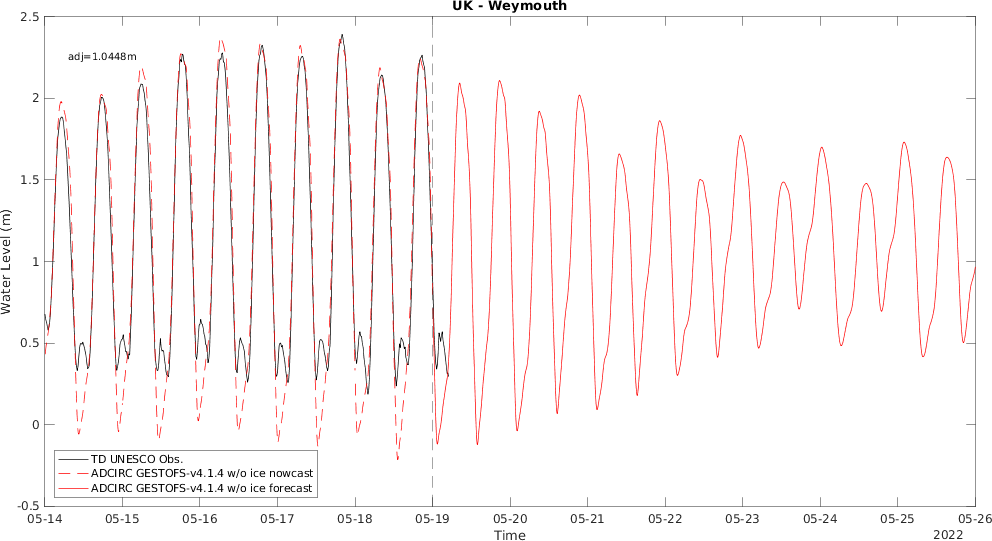 UK - Weymouth
2.5
adj=1.0448m
2
1.5
1
0.5
0
-0.5
Water Level (m)
TD UNESCO Obs.
ADCIRC GESTOFS-v4.1.4 w/o ice nowcast
ADCIRC GESTOFS-v4.1.4 w/o ice forecast
05-14 05-15 05-16 05-17 05-18 05-19 05-20 05-21 05-22 05-23 05-24 05-25 05-26
Time
2022